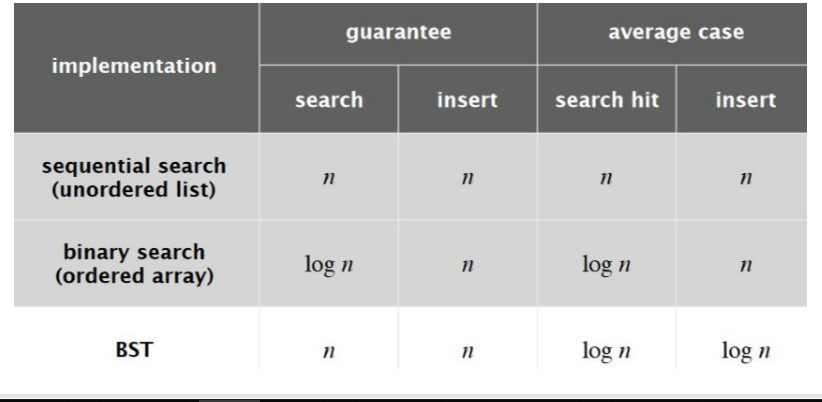 implementation
guarantee
average case
search
insert
search hit
insert
sequential search
(unordered list)
n
n
n
n
binary search
(ordered array)
log n
n
log n
n
BST
n
n
log n
log n